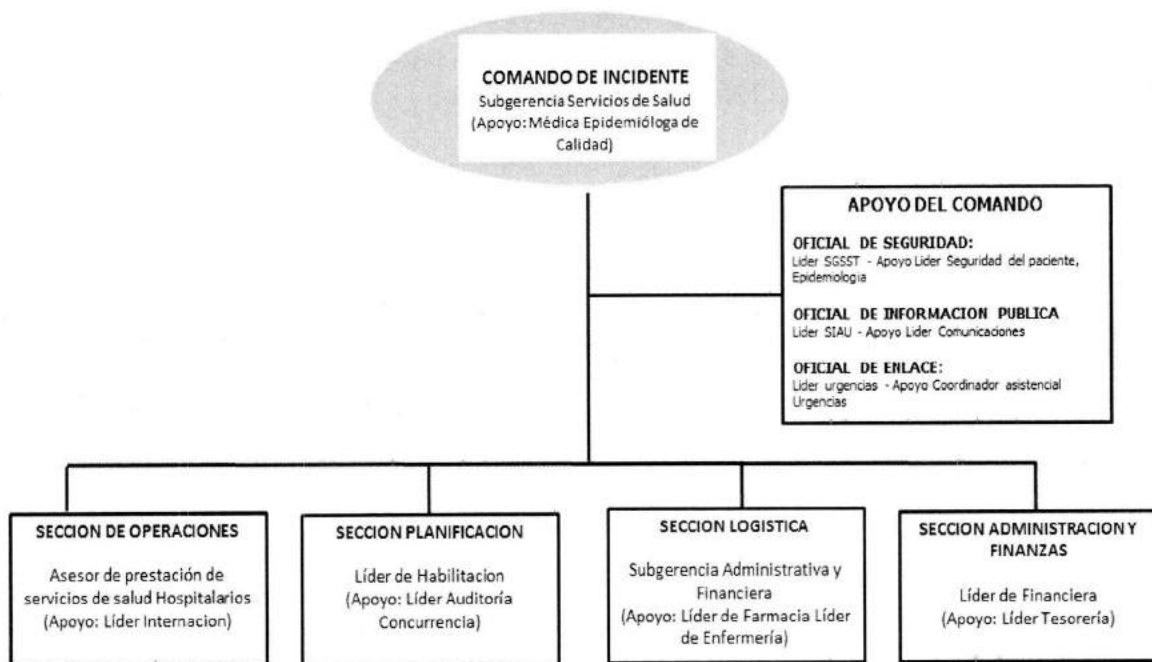 COMANDO DE INCIDENTE
Subgerencia Servicios de Salud
(Apoyo: Médica Epidemióloga de
Calidad)
APOYO DEL COMANDO
OFICIAL DE SEGURIDAD:
Lider SGSST - Apoyo Lider Seguridad del paciente,
Epidemiologia
OFICIAL DE INFORMACION PUBLICA
Lider SIAU - Apoyo Lider Comunicaciones
OFICIAL DE ENLACE:
Lider urgencias - Apoyo Coordinador asistencial
Urgencias
SECCION DE OPERACIONES
Asesor de prestación de
servicios de salud Hospitalarios
(Apoyo: Líder Internacion)
SECCION PLANIFICACION
Líder de Habilitacion
(Apoyo: Líder Auditoría
Concurrencia)
SECCION LOGISTICA
Subgerencia Administrativa y
Financiera
(Apoyo: Líder de Farmacia Líder
de Enfermería)
SECCION ADMINISTRACION Y
FINANZAS
Líder de Financiera
(Apoyo: Líder Tesorería)